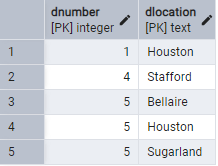 dnumber dlocation
[PK] integer [PK] text
1 1 Houston
2 4 Stafford
3 5 Bellaire
4 5 Houston
5 5 Sugarland